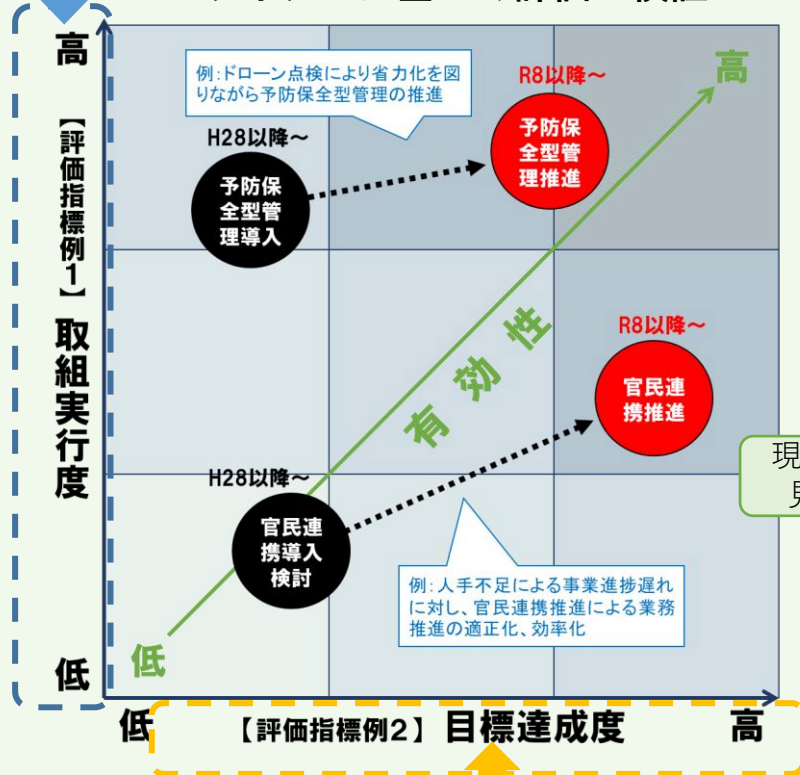 高
例:ドローン点検により省力化を図
りながら予防保全型管理の推進
R8以降～
高
H28以降～
予防保
全型管
理推進
予防保
全型管
理導入
【評価指標例1】取組実行度
R8以降～
有効性
官民連
携推進
H28以降～
現
官民連
携導入
検討
例:人手不足による事業進捗遅れ
に対し、官民連携推進による業務
推進の適正化、効率化
低
低
低
【評価指標例2】目標達成度
高